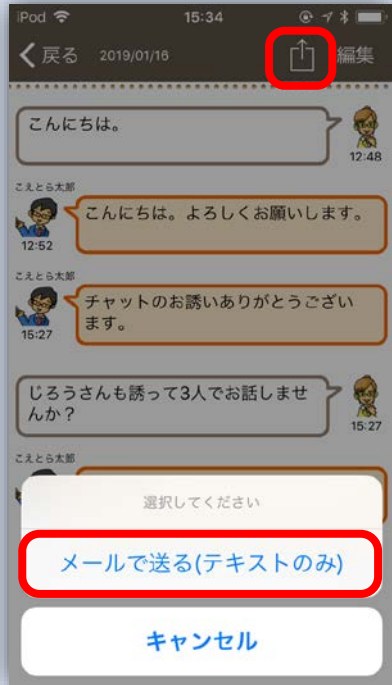 iPod 15:34
戻る 2019/01/16 編集
こんにちは。
12:48
こえとら太郎
こんにちは。よろしくお願いします。
12:52
こえとら太郎
チャットのお誘いありがとうござい
ます。
15:27
じろうさんも誘って3人でお話しませ
んか？
15:27
こえとら太郎
選択してください
メールで送る(テキストのみ)
キャンセル